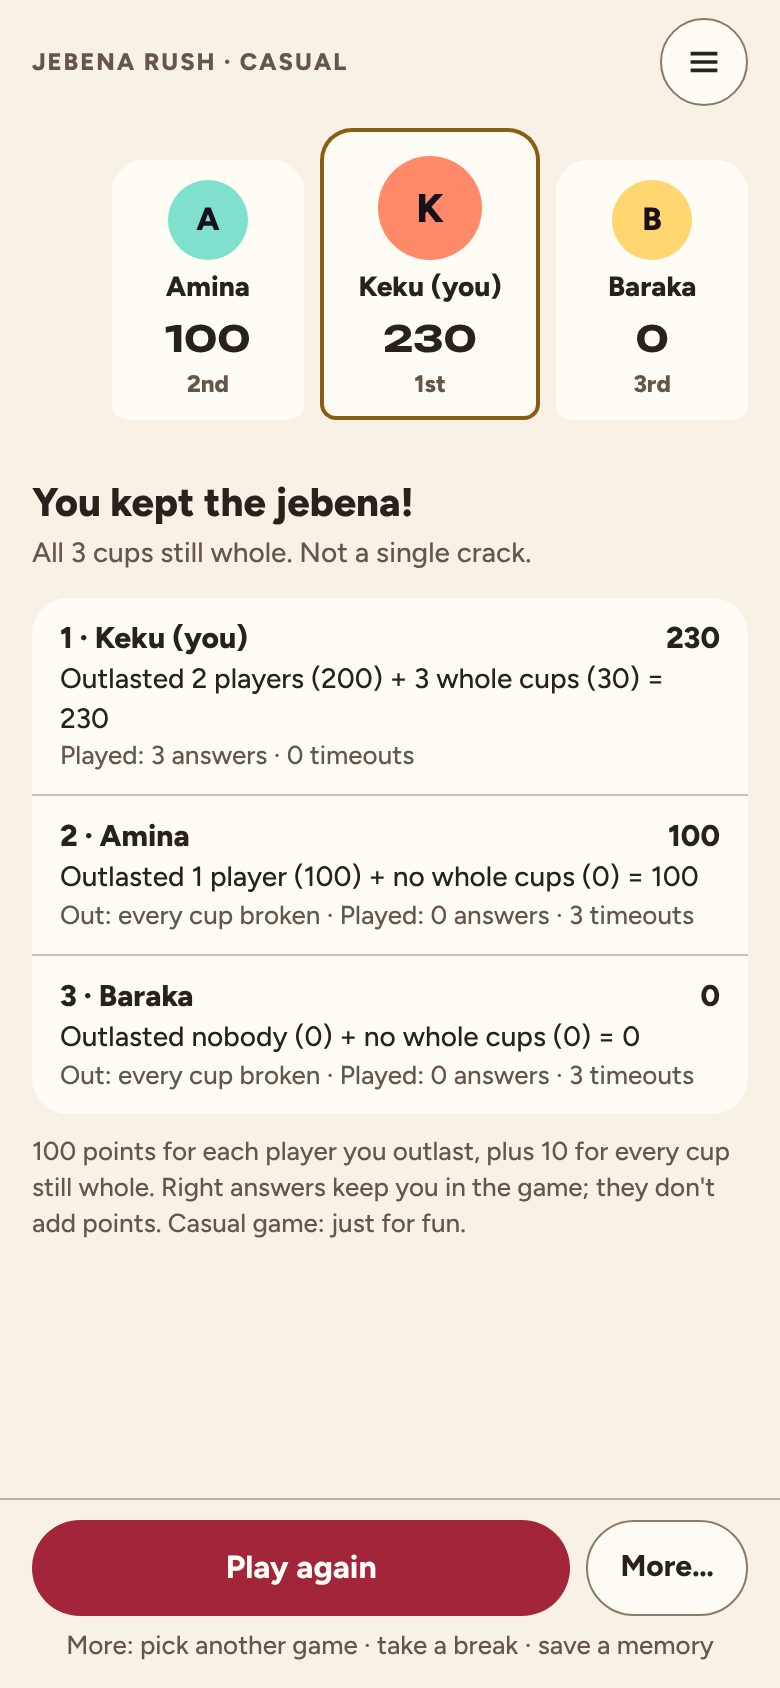 JEBENA RUSH · CASUAL
A
Amina
100
2nd
K
Keku (you)
230
1st
B
Baraka
0
3rd
You kept the jebena!
All 3 cups still whole. Not a single crack.
1 · Keku (you) 230
Outlasted 2 players (200) + 3 whole cups (30) =
230
Played: 3 answers · 0 timeouts
2 · Amina 100
Outlasted 1 player (100) + no whole cups (0) = 100
Out: every cup broken · Played: 0 answers · 3 timeouts
3 · Baraka 0
Outlasted nobody (0) + no whole cups (0) = 0
Out: every cup broken · Played: 0 answers · 3 timeouts
100 points for each player you outlast, plus 10 for every cup
still whole. Right answers keep you in the game; they don't
add points. Casual game: just for fun.
Play again
More...
More: pick another game · take a break · save a memory